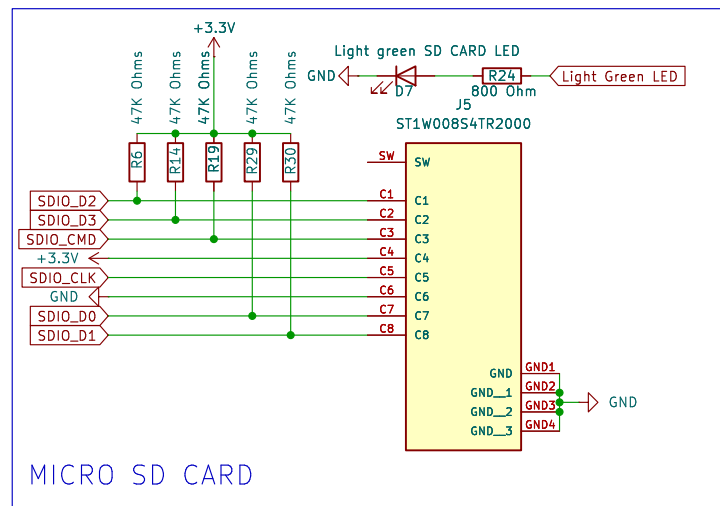 +3.3V
Light green SD CARD LED
GND
D7
R24
800 Ohm
Light Green LED
47K Ohms
47K Ohms
47K Ohms
47K Ohms
47K Ohms
R6
R14
R19
R29
R30
J5
ST1W008S4TR2000
SW
SW
SDIO_D2
C1
C1
SDIO_D3
C2
C2
SDIO_CMD
C3
C3
+3.3V
C4
C4
SDIO_CLK
C5
C5
GND
C6
C6
SDIO_D0
C7
C7
SDIO_D1
C8
C8
GND
GND1
GND__1
GND2
GND__2
GND3
GND__3
GND4
GND
MICRO SD CARD